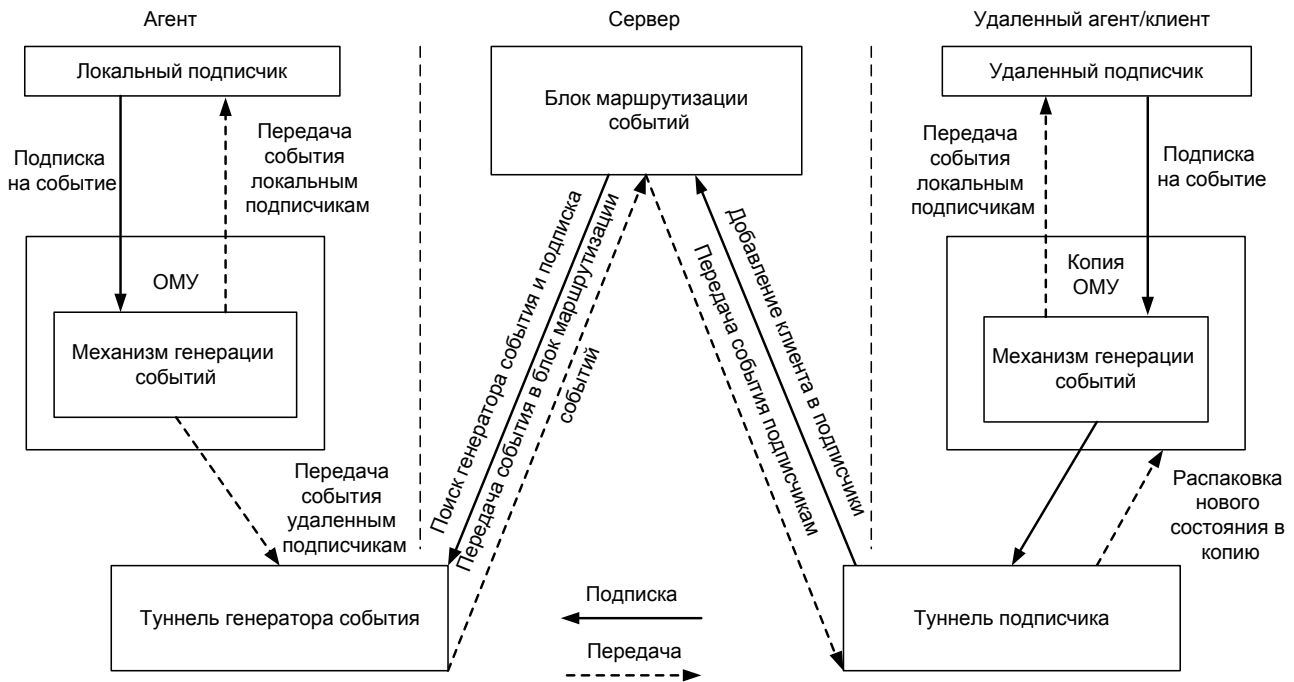 Агент
Сервер
Удаленный агент/клиент
Локальный подписчик
Подписка
на событие
Передача
события
локальным
подписчикам
ОМУ
Механизм генерации
событий
Передача
события
удаленным
подписчикам
Туннель генератора события
Блок маршрутизации
событий
Поиск генератора события и подписка
Передача события в блок маршрутизации
событий
Передача события подписчикам
Добавление клиента в подписчики
Подписка
Передача
Удаленный подписчик
Передача
события
локальным
подписчикам
Подписка
на событие
Копия
ОМУ
Механизм генерации
событий
Распаковка
нового
состояния в
копию
Туннель подписчика